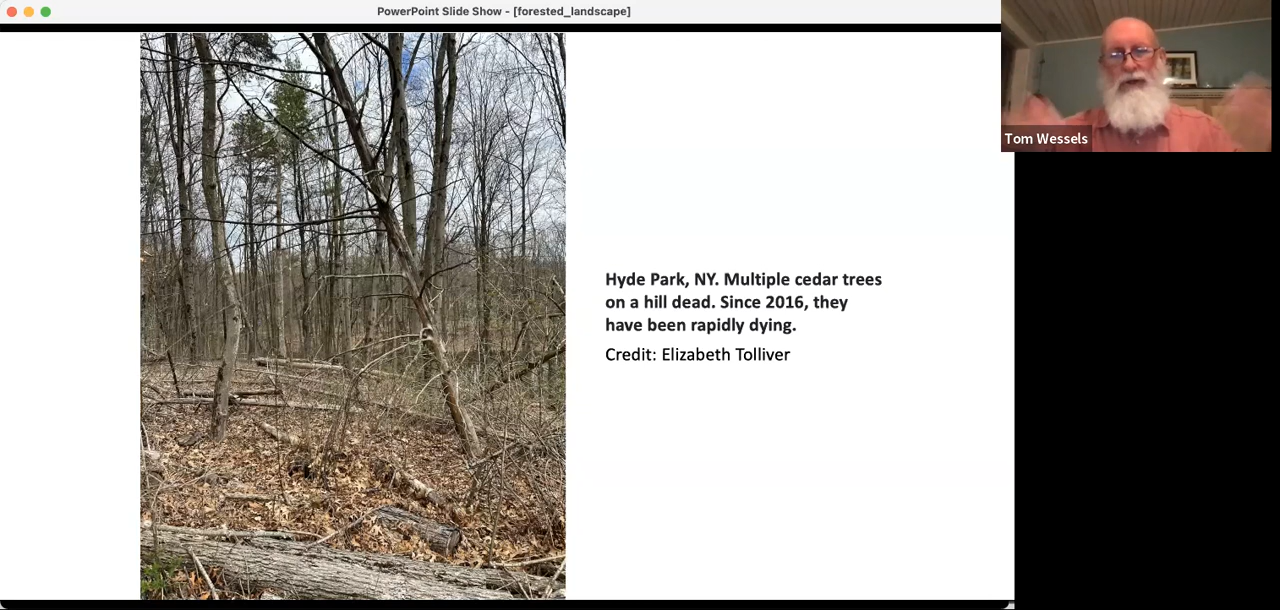 PowerPoint Slide Show - [forested_landscape]
Tom Wessels
Hyde Park, NY. Multiple cedar trees
on a hill dead. Since 2016, they
have been rapidly dying.
Credit: Elizabeth Tolliver